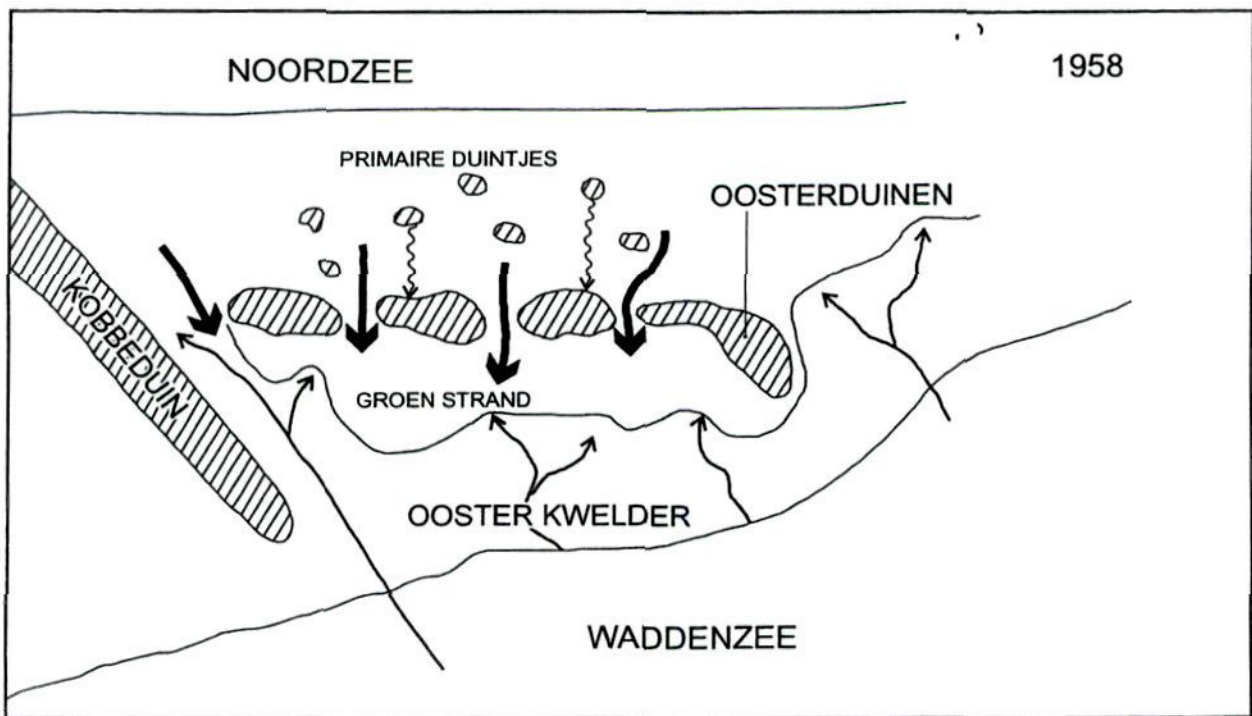 NOORDZEE
1958
PRIMAIRE DUINTJES
OOSTERDUINEN
KOBBEDUIN
GROEN STRAND
OOSTER KWELDER
WADDENZEE